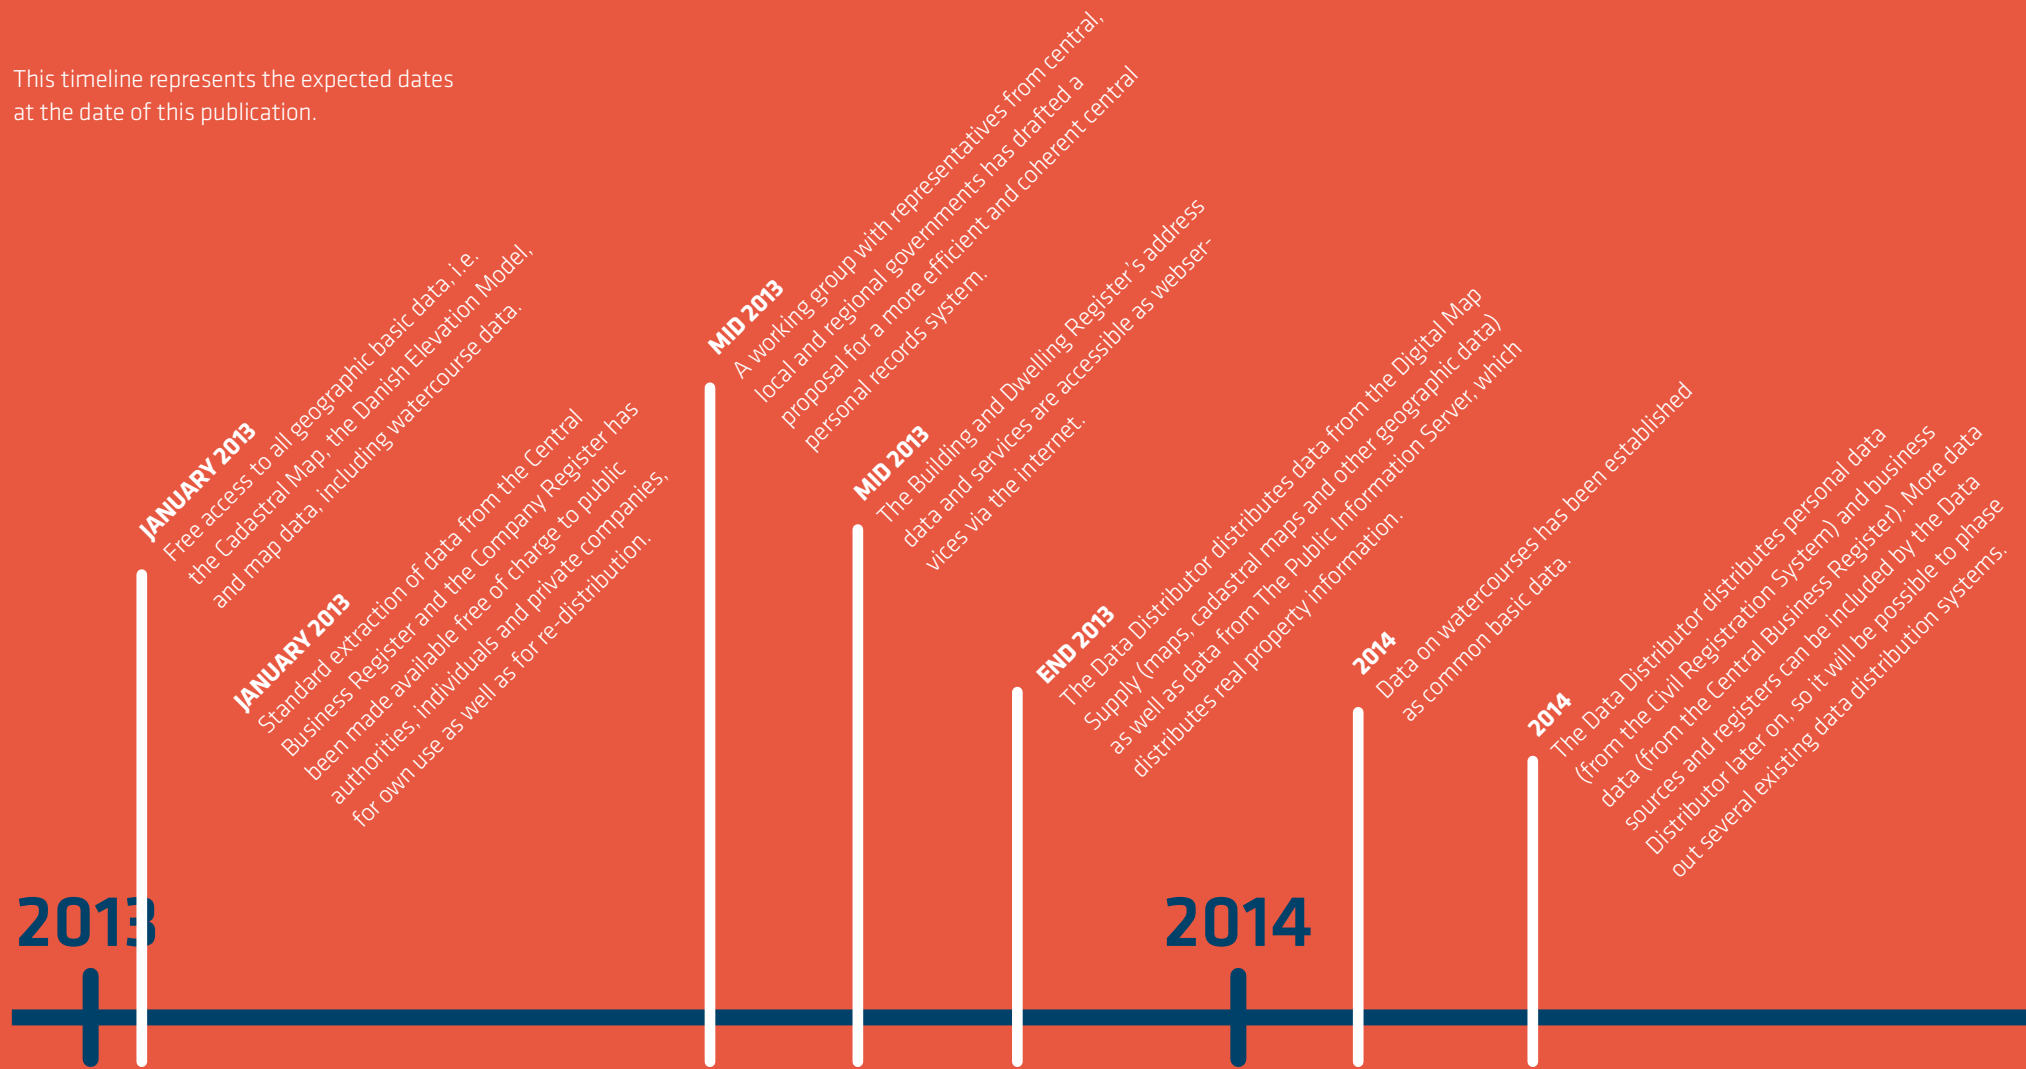 This timeline represents the expected dates
at the date of this publication.
JANUARY 2013
Free access to all geographic basic data, i.e.
the Cadastral Map, the Danish Elevation Model,
and map data, including watercourse data.
JANUARY 2013
Standard extraction of data from the Central
Business Register and the Company Register has
been made available free of charge to public
authorities, individuals and private companies,
for own use as well as for re-distribution.
MID 2013
A working group with representatives from central,
local and regional governments has drafted a
proposal for a more efficient and coherent central
personal records system.
MID 2013
The Building and Dwelling Register's address
data and services are accessible as webser-
vices via the internet.
END 2013
The Data Distributor distributes data from the Digital Map
Supply (maps, cadastral maps and other geographic data)
as well as data from The Public Information Server, which
distributes real property information.
2014
Data on watercourses has been established
as common basic data.
2014
The Data Distributor distributes personal data
(from the Civil Registration System) and business
data (from the Central Business Register). More data
sources and registers can be included by the Data
Distributor later on, so it will be possible to phase
out several existing data distribution systems.
2013
2014